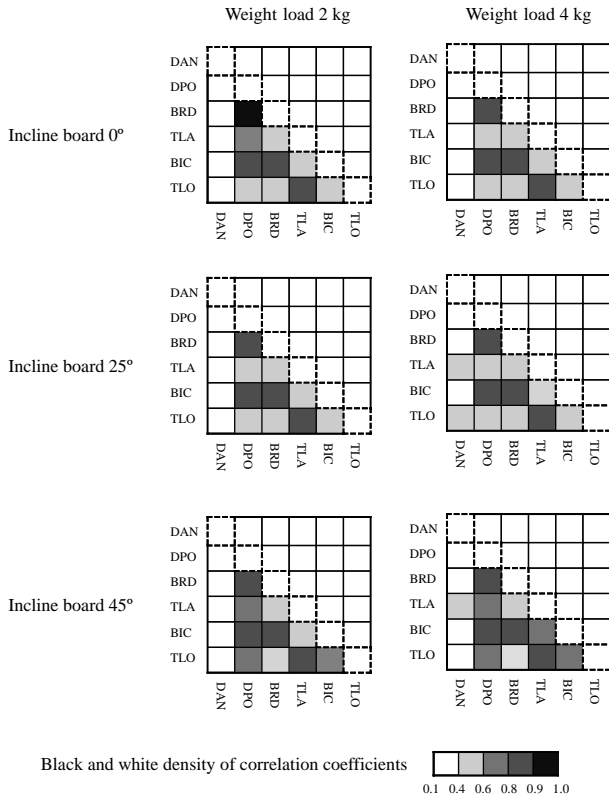 Weight load 2 kg Weight load 4 kg
Incline board 0º
DAN DAN
DPO DPO
BRD BRD
TLA TLA
BIC BIC
TLO TLO
DAN DPO BRD TLA BIC TLO DAN DPO BRD TLA BIC TLO
Incline board 25º
DAN DAN
DPO DPO
BRD BRD
TLA TLA
BIC BIC
TLO TLO
DAN DPO BRD TLA BIC TLO DAN DPO BRD TLA BIC TLO
Incline board 45º
DAN DAN
DPO DPO
BRD BRD
TLA TLA
BIC BIC
TLO TLO
DAN DPO BRD TLA BIC TLO DAN DPO BRD TLA BIC TLO
Black and white density of correlation coefficients
0.1 0.4 0.6 0.8 0.9 1.0